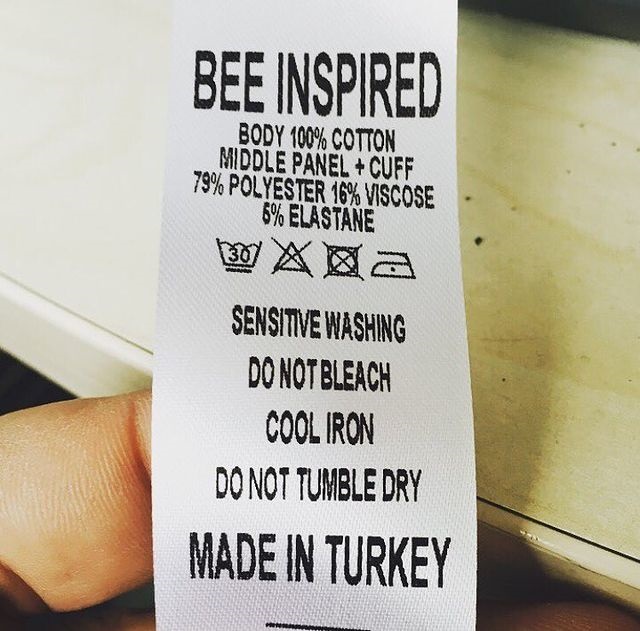 BEE INSPIRED
BODY 100% COTTON
MIDDLE PANEL + CUFF
79% POLYESTER 16% VISCOSE
5% ELASTANE
30
SENSITIVE WASHING
DO NOT BLEACH
COOL IRON
DO NOT TUMBLE DRY
MADE IN TURKEY